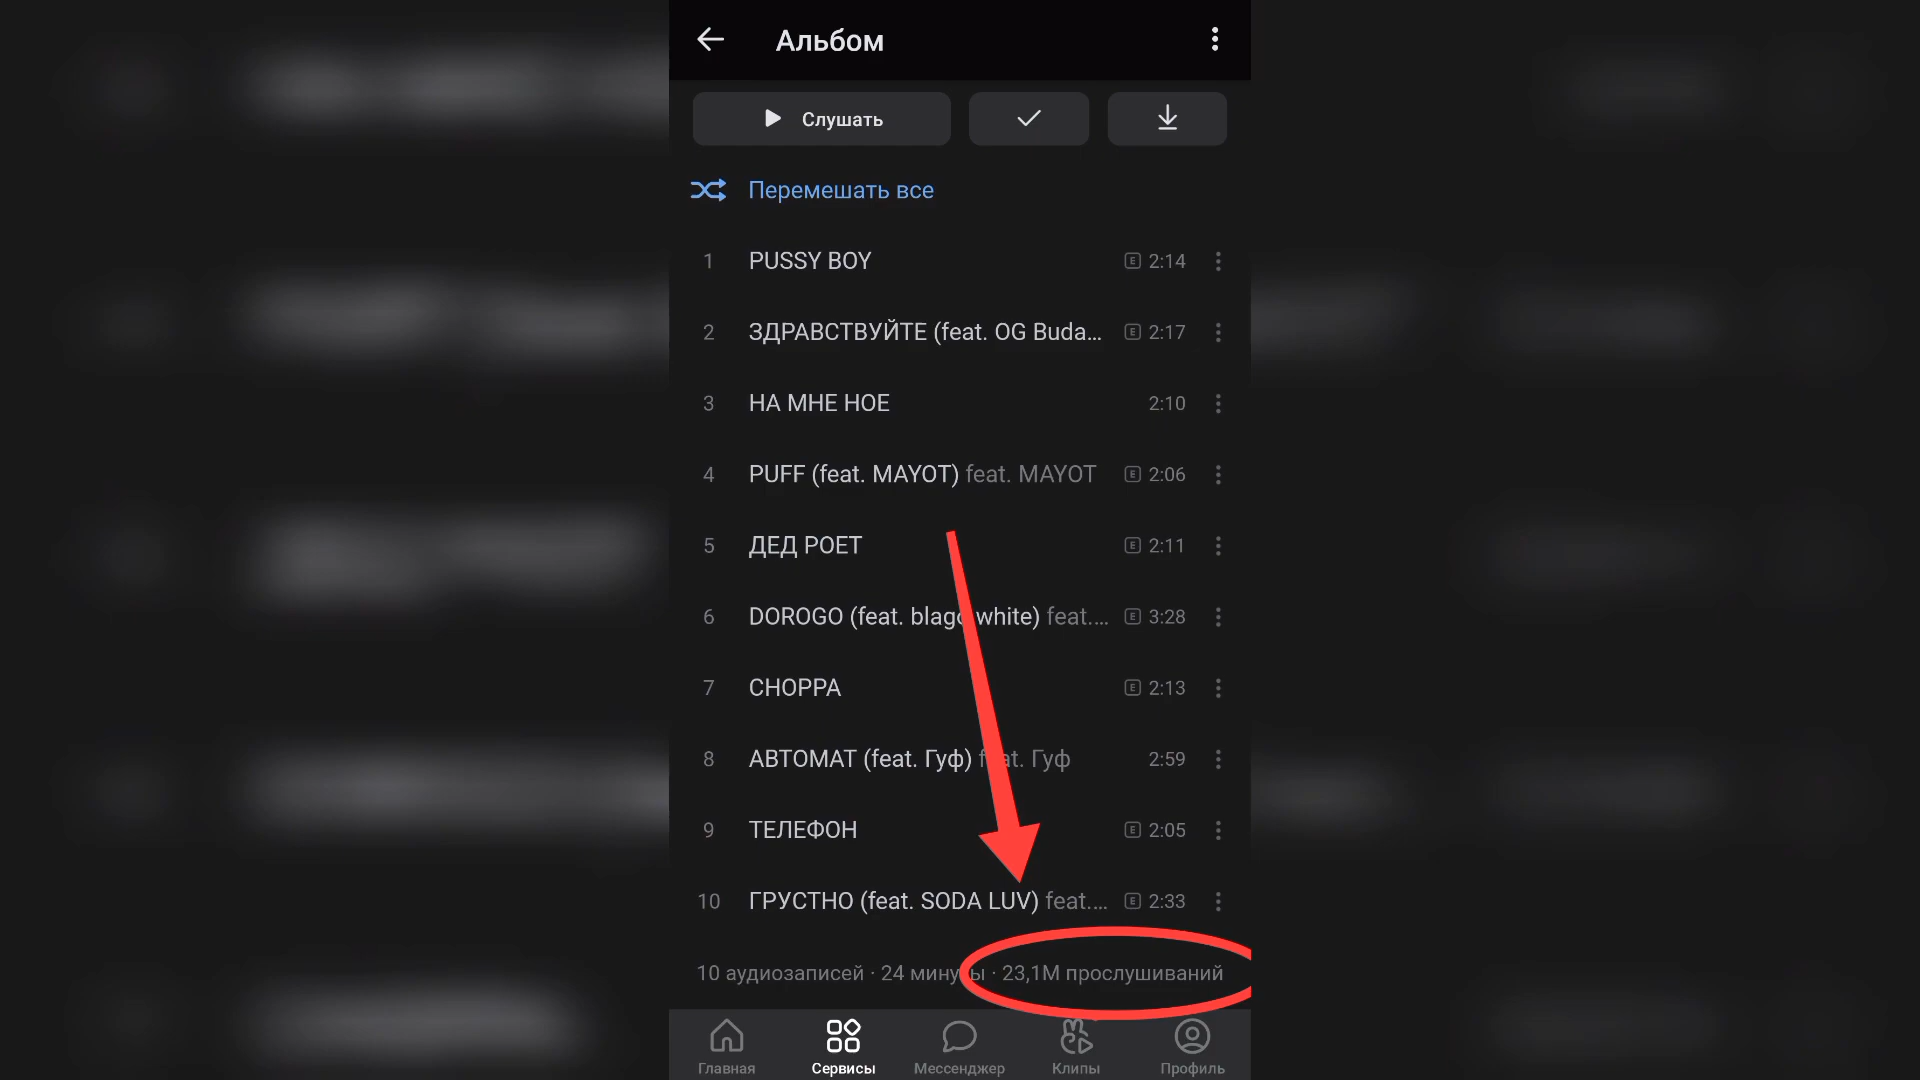 Альбом
Слушать
Перемешать все
1 PUSSY BOY E 2:14
2 ЗДРАВСТВУЙТЕ (feat. OG Buda... E 2:17
3 НА МНЕ НОЕ 2:10
4 PUFF (feat. MAYOT) feat. MAYOT E 2:06
5 ДЕД РОЕТ E 2:11
6 DOROGO (feat. blago white) feat.... E 3:28
7 CHOPPA E 2:13
8 АВТОМАТ (feat. Гуф) feat. Гуф 2:59
9 ТЕЛЕФОН E 2:05
10 ГРУСТНО (feat. SODA LUV) feat.... E 2:33
10 аудиозаписей · 24 минуты · 23,1M прослушиваний
Главная Сервисы Мессенджер Клипы Профиль